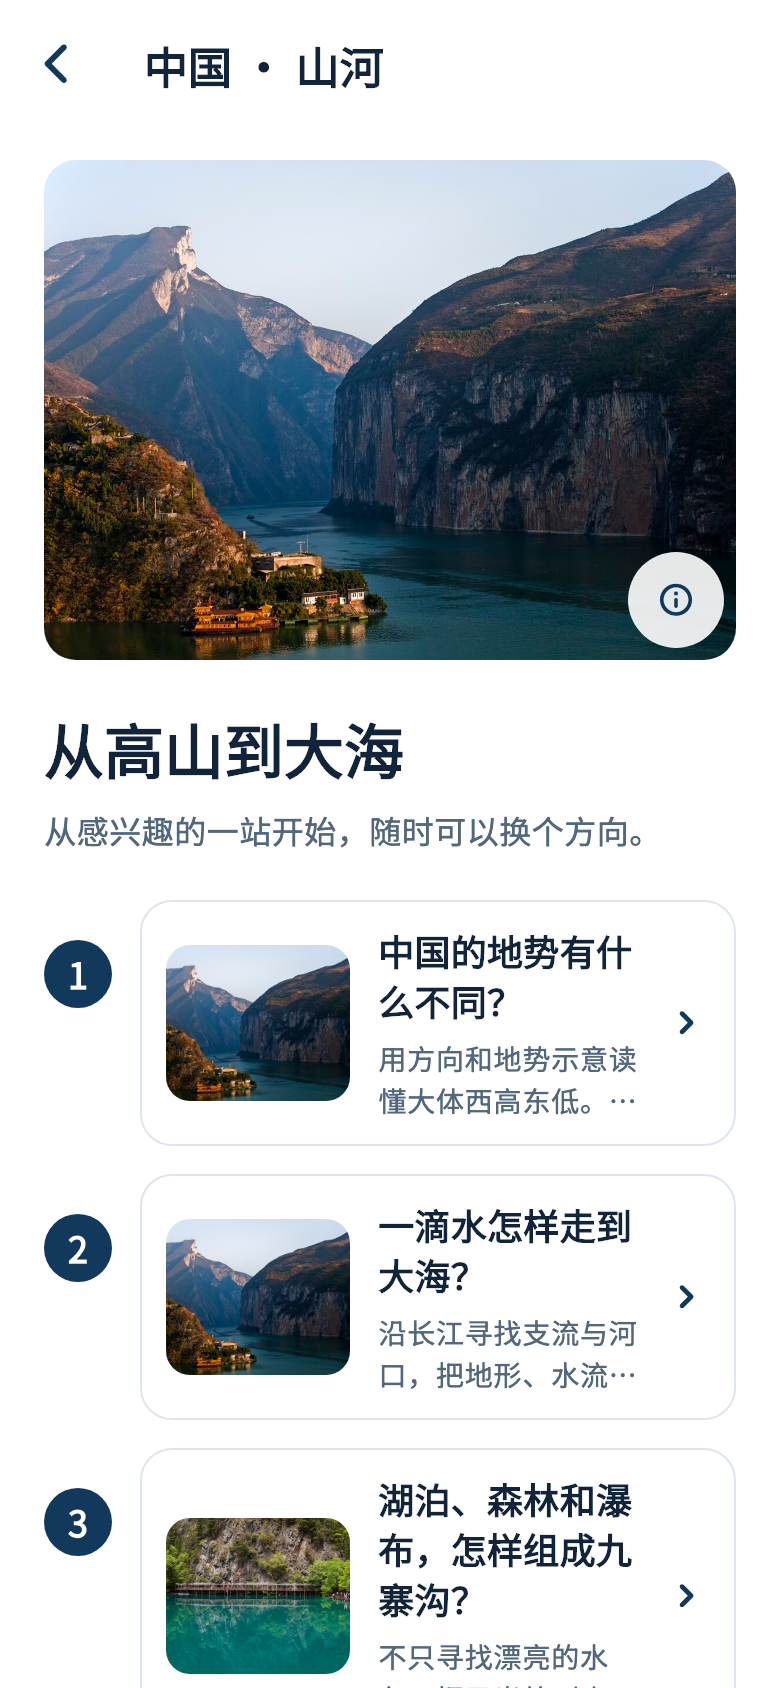 中国 · 山河
从高山到大海
从感兴趣的一站开始，随时可以换个方向。
1
中国的地势有什
么不同？
用方向和地势示意读
懂大体西高东低。…
2
一滴水怎样走到
大海？
沿长江寻找支流与河
口，把地形、水流…
3
湖泊、森林和瀑
布，怎样组成九
寨沟？
不只寻找漂亮的水